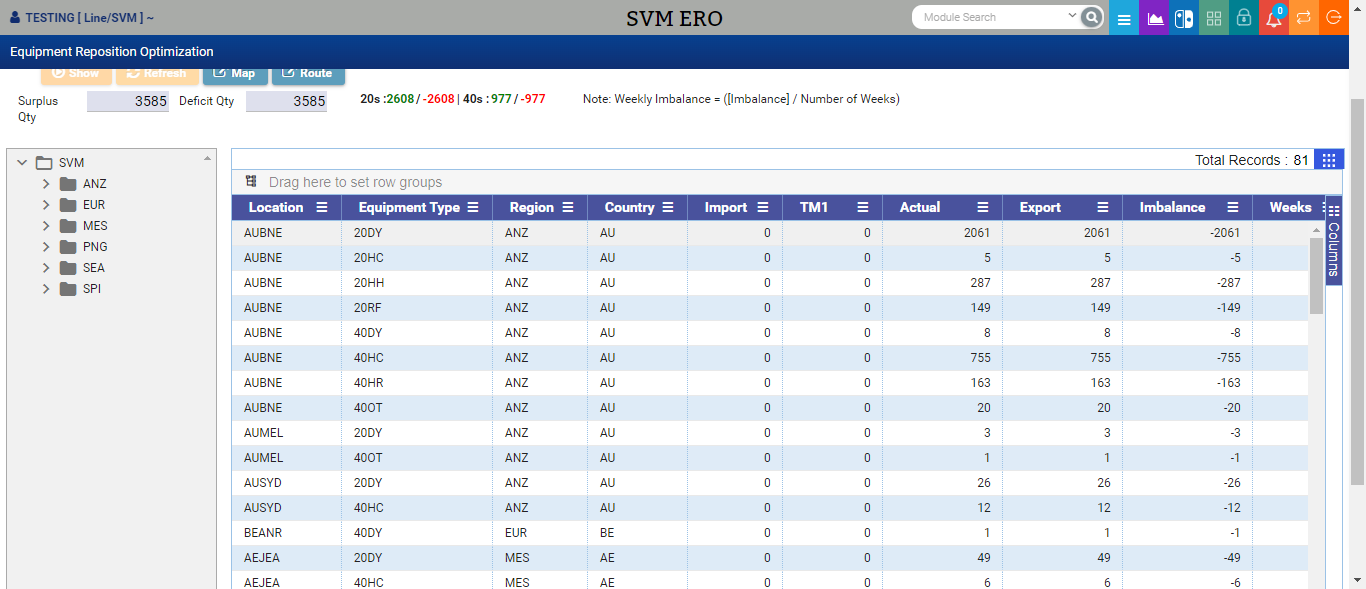 TESTING [ Line/SVM ] ~
SVM ERO
Module Search
0
Equipment Reposition Optimization
Show
Refresh
Map
Route
Surplus Qty
3585
Deficit Qty
3585
20s :2608 / -2608 | 40s : 977 / -977
Note: Weekly Imbalance = ([Imbalance] / Number of Weeks)
SVM
ANZ
EUR
MES
PNG
SEA
SPI
Total Records : 81
Drag here to set row groups
Location Equipment Type Region Country Import TM1 Actual Export Imbalance Weeks
AUBNE 20DY ANZ AU 0 0 2061 2061 -2061
AUBNE 20HC ANZ AU 0 0 5 5 -5
AUBNE 20HH ANZ AU 0 0 287 287 -287
AUBNE 20RF ANZ AU 0 0 149 149 -149
AUBNE 40DY ANZ AU 0 0 8 8 -8
AUBNE 40HC ANZ AU 0 0 755 755 -755
AUBNE 40HR ANZ AU 0 0 163 163 -163
AUBNE 40OT ANZ AU 0 0 20 20 -20
AUMEL 20DY ANZ AU 0 0 3 3 -3
AUMEL 40OT ANZ AU 0 0 1 1 -1
AUSYD 20DY ANZ AU 0 0 26 26 -26
AUSYD 40HC ANZ AU 0 0 12 12 -12
BEANR 40DY EUR BE 0 0 1 1 -1
AEJEA 20DY MES AE 0 0 49 49 -49
AEJEA 40HC MES AE 0 0 6 6 -6
Columns